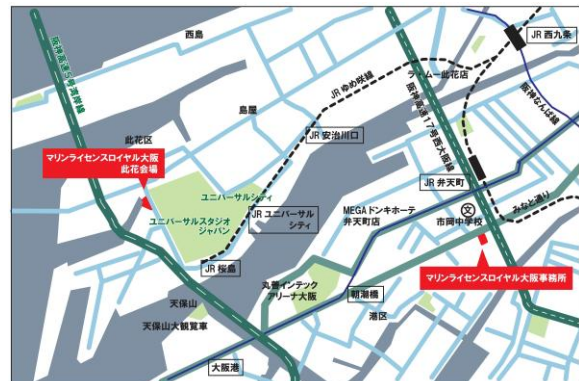 西島
JR 西九条
阪神高速5号湾岸線
JR ゆめ咲線
ラ・ムー此花店
島屋
阪神高速17号西大阪線
阪神なんば線
此花区
JR 安治川口
マリンライセンスロイヤル大阪
此花会場
ユニバーサルシティ
JR 弁天町
みなと通り
ユニバーサルスタジオ
ジャパン
JR ユニバーサル
シティ
MEGAドンキホーテ
弁天町店
文
市岡中学校
JR 桜島
丸善インテック
アリーナ大阪
マリンライセンスロイヤル大阪事務所
天保山
朝潮橋
天保山大観覧車
港区
大阪港